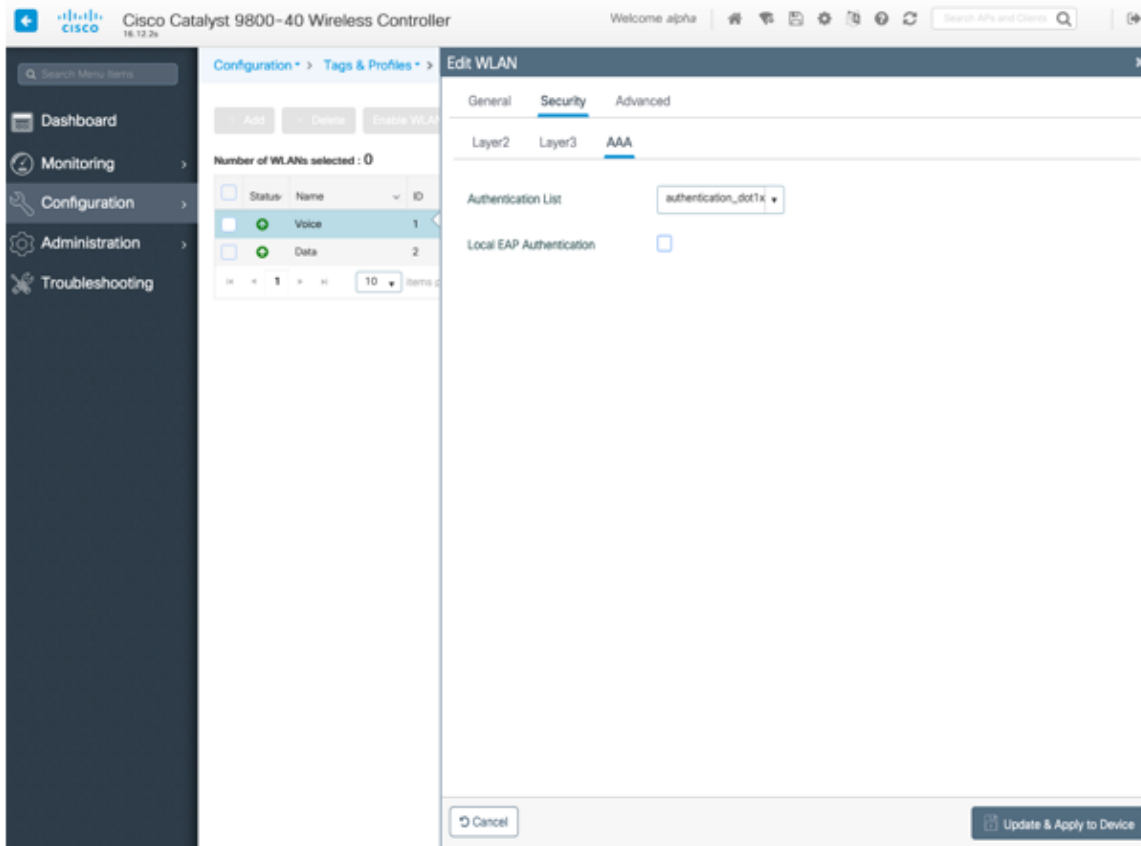 cisco
Cisco Catalyst 9800-40 Wireless Controller
16.12.2s
Welcome alpha
Search APs and Clients
Search Menu Items
Dashboard
Monitoring
Configuration
Administration
Troubleshooting
Configuration > Tags & Profiles >
Add
Delete
Enable WLAN
Number of WLANs selected : 0
Status Name ID
Voice 1
Data 2
1 10 items
Edit WLAN
General Security Advanced
Layer2 Layer3 AAA
Authentication List authentication_dot1x
Local EAP Authentication
Cancel
Update & Apply to Device